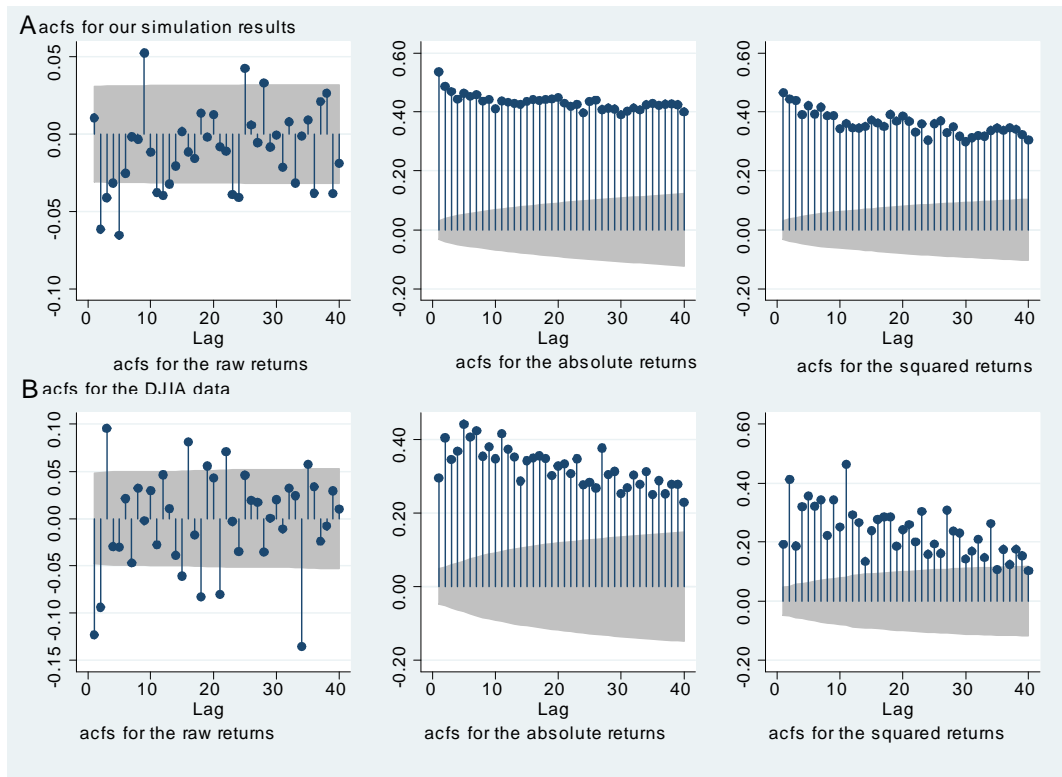 A acfs for our simulation results
0.05
0.00
-0.05
-0.10
0 10 20 30 40
Lag
acfs for the raw returns
0.60
0.40
0.20
0.00
-0.20
0 10 20 30 40
Lag
acfs for the absolute returns
0.60
0.40
0.20
0.00
-0.20
0 10 20 30 40
Lag
acfs for the squared returns
B acfs for the DJIA data
0.10
0.05
0.00
-0.05
-0.10
-0.15
0 10 20 30 40
Lag
acfs for the raw returns
0.40
0.20
0.00
-0.20
0 10 20 30 40
Lag
acfs for the absolute returns
0.60
0.40
0.20
0.00
-0.20
0 10 20 30 40
Lag
acfs for the squared returns